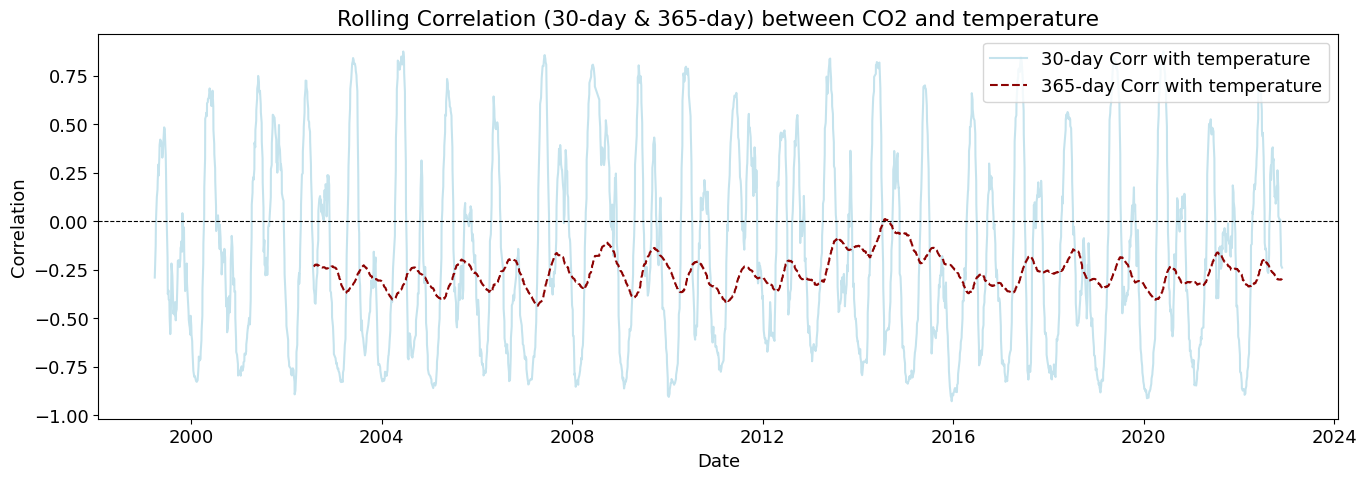 Rolling Correlation (30-day & 365-day) between CO2 and temperature
30-day Corr with temperature
365-day Corr with temperature
Correlation
0.75
0.50
0.25
0.00
−0.25
−0.50
−0.75
−1.00
2000 2004 2008 2012 2016 2020 2024
Date